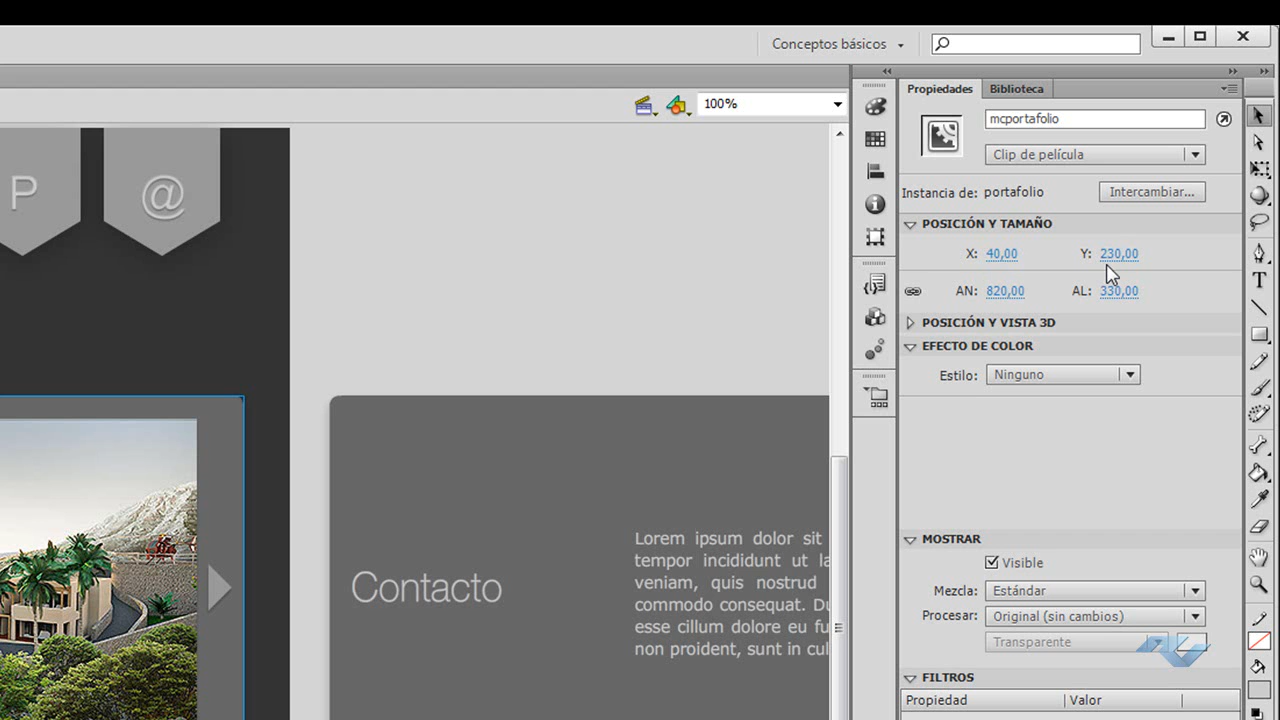 Conceptos básicos
100%
Propiedades
Biblioteca
mcportafolio
Clip de película
Instancia de: portafolio
Intercambiar...
POSICIÓN Y TAMAÑO
X: 40,00
Y: 230,00
AN: 820,00
AL: 330,00
POSICIÓN Y VISTA 3D
EFECTO DE COLOR
Estilo: Ninguno
MOSTRAR
Visible
Mezcla: Estándar
Procesar: Original (sin cambios)
Transparente
FILTROS
Propiedad
Valor
P
@
Contacto
Lorem ipsum dolor sit
tempor incididunt ut la
veniam, quis nostrud
commodo consequat. Du
esse cillum dolore eu fu
non proident, sunt in cul
T